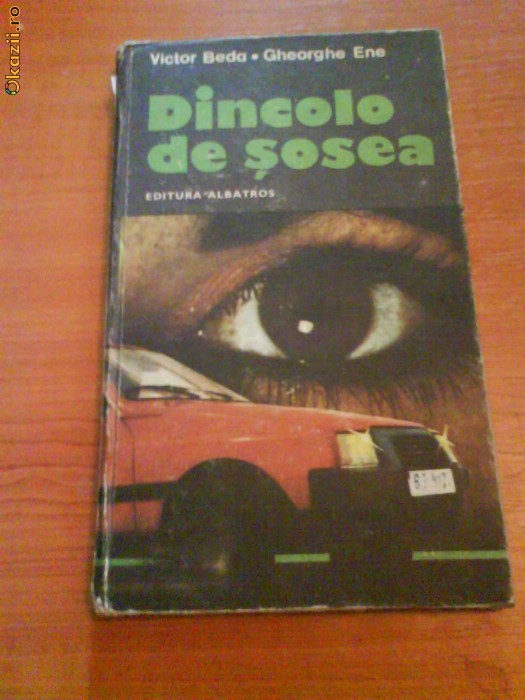 Okazii.ro
Victor Beda • Gheorghe Ene
Dincolo
de șosea
EDITURA ALBATROS